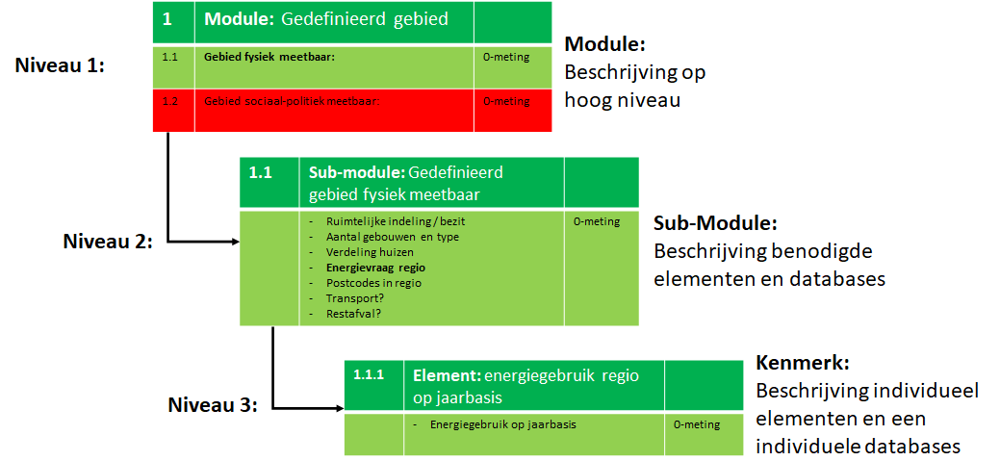 1 Module: Gedefinieerd gebied
Niveau 1:
1.1 Gebied fysiek meetbaar: 0-meting
1.2 Gebied sociaal-politiek meetbaar: 0-meting
Module:
Beschrijving op
hoog niveau
1.1 Sub-module: Gedefinieerd
gebied fysiek meetbaar
Niveau 2:
- Ruimtelijke indeling / bezit 0-meting
- Aantal gebouwen en type
- Verdeling huizen
- Energievraag regio
- Postcodes in regio
- Transport?
- Restafval?
Sub-Module:
Beschrijving benodigde
elementen en databases
1.1.1 Element: energiegebruik regio
op jaarbasis
Niveau 3:
- Energiegebruik op jaarbasis 0-meting
Kenmerk:
Beschrijving individueel
elementen en een
individuele databases